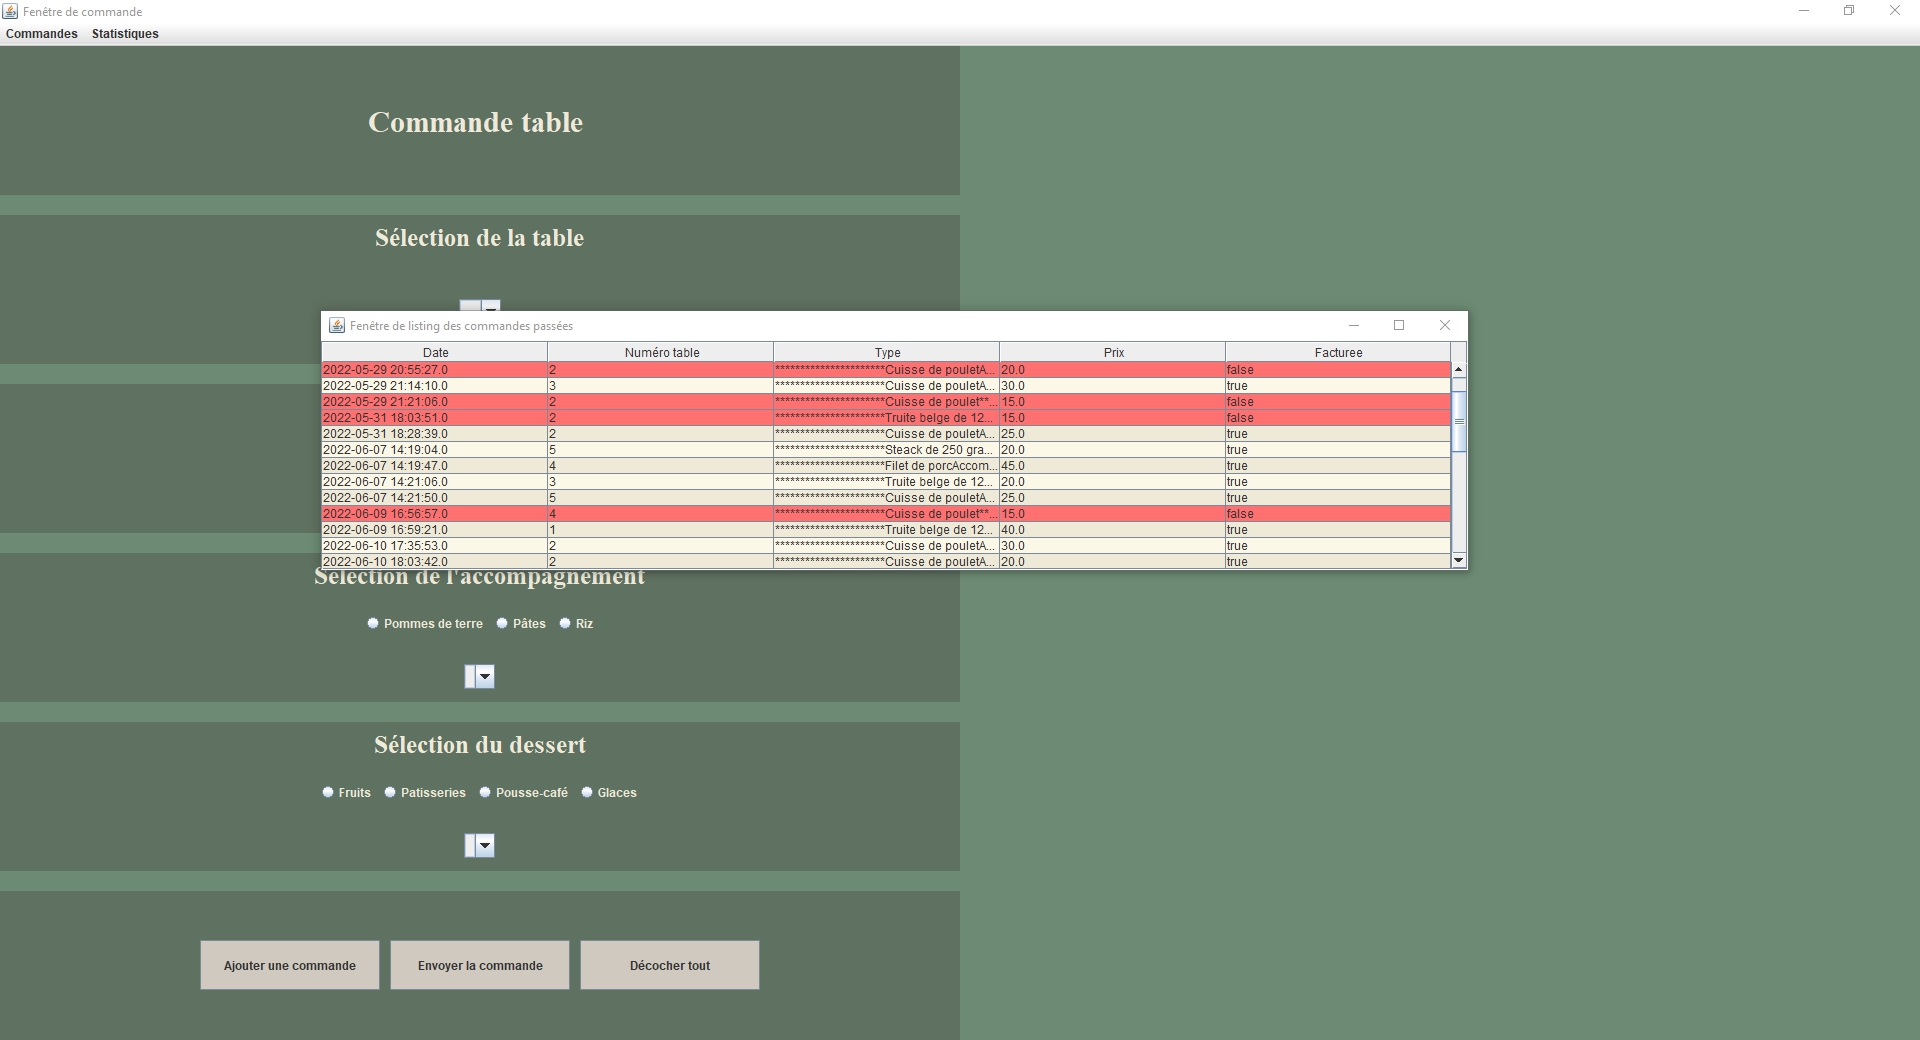 Fenêtre de commande
Commandes Statistiques
Commande table
Sélection de la table
Fenêtre de listing des commandes passées
Date Numéro table Type Prix Facturee
2022-05-29 20:55:27.0 2 **********************Cuisse de pouletA... 20.0 false
2022-05-29 21:14:10.0 3 **********************Cuisse de pouletA... 30.0 true
2022-05-29 21:21:06.0 2 **********************Cuisse de poulet**... 15.0 false
2022-05-31 18:03:51.0 2 **********************Truite belge de 12... 15.0 false
2022-05-31 18:28:39.0 2 **********************Cuisse de pouletA... 25.0 true
2022-06-07 14:19:04.0 5 **********************Steack de 250 gra... 20.0 true
2022-06-07 14:19:47.0 4 **********************Filet de porcAccom... 45.0 true
2022-06-07 14:21:06.0 3 **********************Truite belge de 12... 20.0 true
2022-06-07 14:21:50.0 5 **********************Cuisse de pouletA... 25.0 true
2022-06-09 16:56:57.0 4 **********************Cuisse de poulet**... 15.0 false
2022-06-09 16:59:21.0 1 **********************Truite belge de 12... 40.0 true
2022-06-10 17:35:53.0 2 **********************Cuisse de pouletA... 30.0 true
2022-06-10 18:03:42.0 2 **********************Cuisse de pouletA... 20.0 true
Sélection de l'accompagnement
Pommes de terre Pâtes Riz
Sélection du dessert
Fruits Patisseries Pousse-café Glaces
Ajouter une commande Envoyer la commande Décocher tout